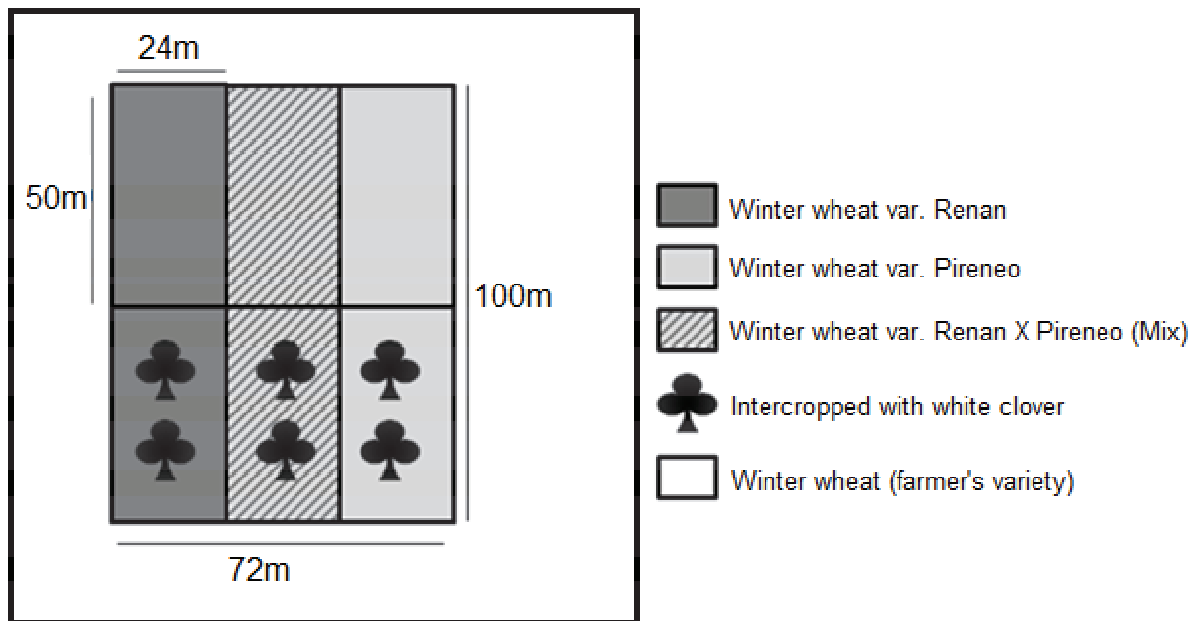 24m
50m
100m
72m
Winter wheat var. Renan
Winter wheat var. Pireneo
Winter wheat var. Renan X Pireneo (Mix)
Intercropped with white clover
Winter wheat (farmer's variety)